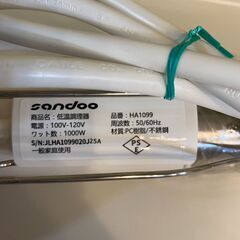 sandoo
商品名：低温調理器
電源：100V-120V
ワット数：1000W
S/N:JLHA1099020J25A
一般家庭使用
品番：HA1099
周波数：50/60Hz
材質:PC樹脂/不銹鋼
PS
E